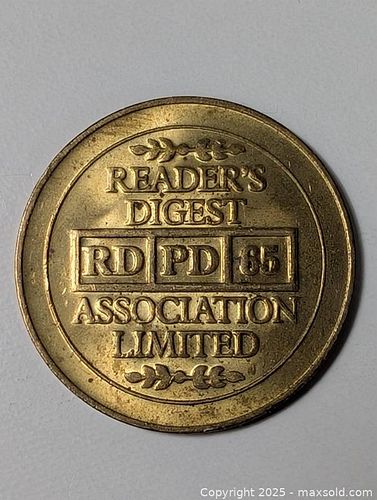 READER'S
DIGEST
RD PD -85
ASSOCIATION
LIMITED
Copyright © 2025 - maxsold.com